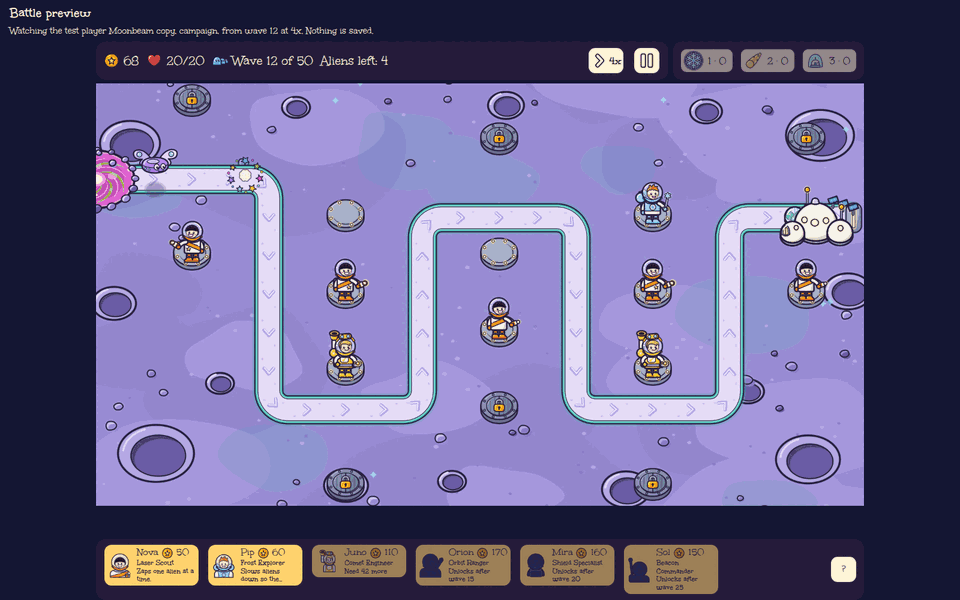 Battle preview
Watching the test player Moonbeam copy, campaign, from wave 12 at 4x. Nothing is saved.
68 20/20 Wave 12 of 50 Aliens left: 4
4x
1·0 2·0 3·0
Nova 50
Laser Scout
Zaps one alien at a
time.
Pip 60
Frost Explorer
Slows aliens
down so the...
Juno 110
Comet Engineer
Need 42 more
Orion 170
Orbit Ranger
Unlocks after
wave 15
Mira 160
Shield Specialist
Unlocks after
wave 20
Sol 150
Beacon
Commander
Unlocks after
wave 25
?